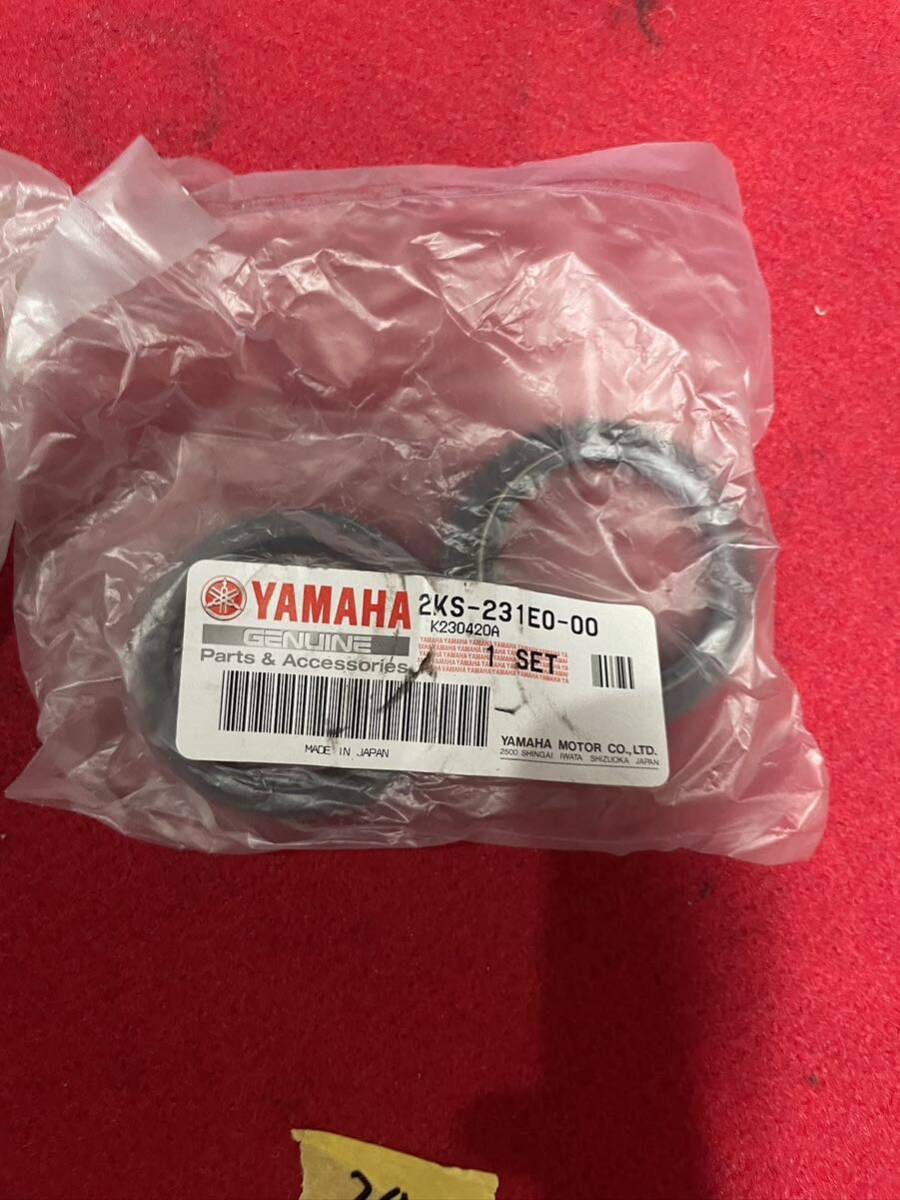 YAMAHA 2KS-231E0-00
GENUINE K230420A
Parts & Accessories 1 SET
MADE IN JAPAN
YAMAHA MOTOR CO.,LTD.
2500 SHINGAI IWATA SHIZUOKA JAPAN